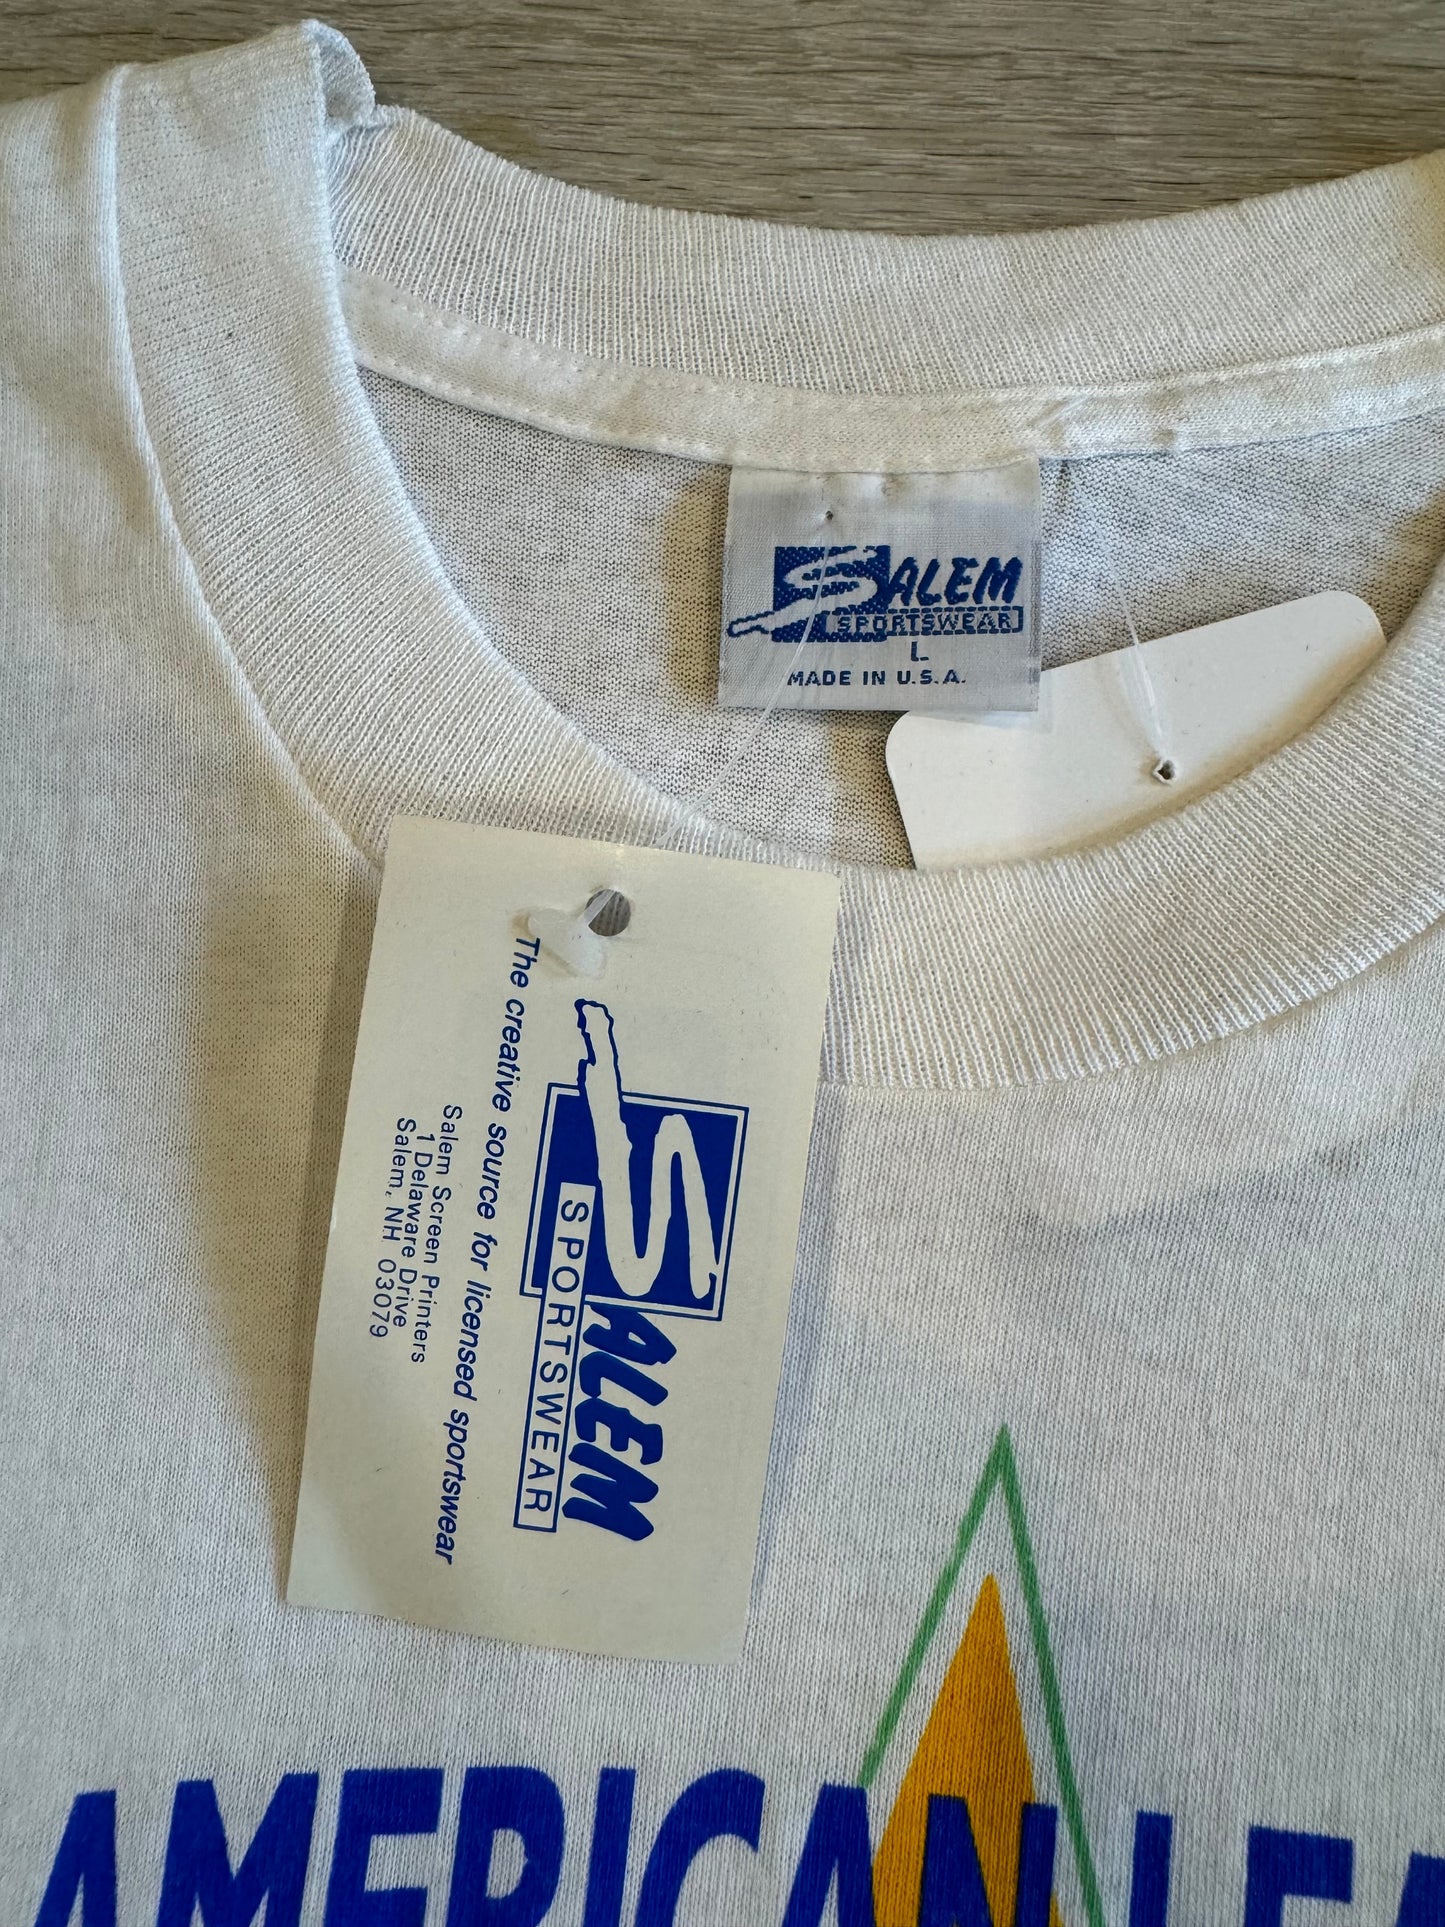 SALEM
SPORTSWEAR
L
MADE IN U.S.A.
SALEM
SPORTSWEAR
The creative source for licensed sportswear
Salem Screen Printers
1 Delaware Drive
Salem, NH 03079
AMERICAN